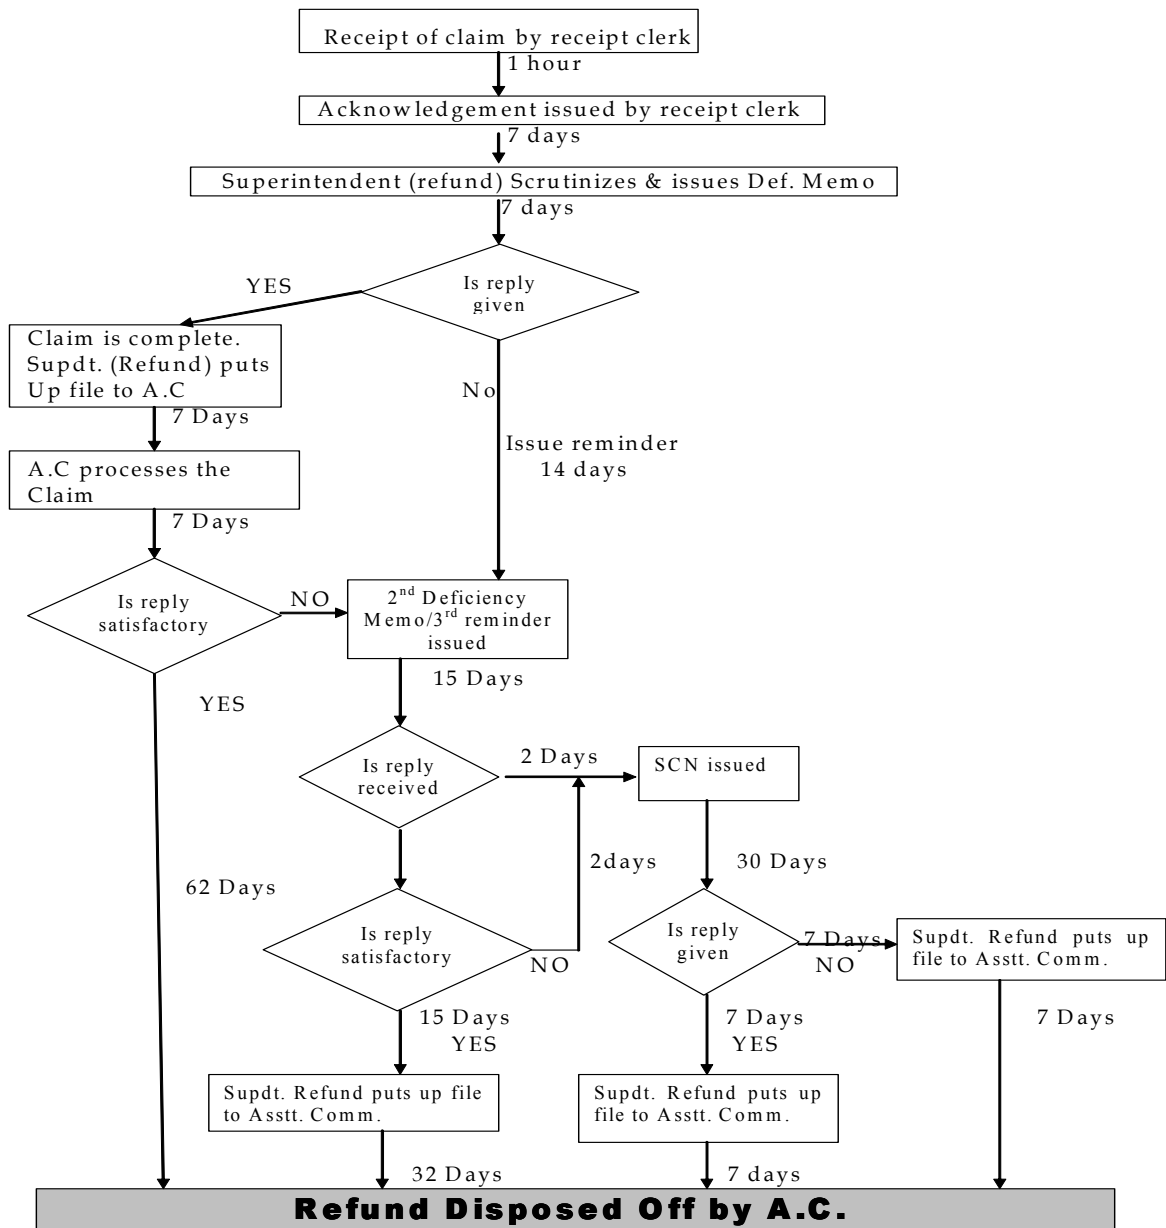 Receipt of claim by receipt clerk
1 hour
Acknowledgement issued by receipt clerk
7 days
Superintendent (refund) Scrutinizes & issues Def. Memo
7 days
Is reply
given
YES
Claim is complete.
Supdt. (Refund) puts
Up file to A.C
No
7 Days
Issue reminder
14 days
A.C processes the
Claim
7 Days
Is reply
satisfactory
NO
2nd Deficiency
Memo/3rd reminder
issued
15 Days
YES
Is reply
received
2 Days
SCN issued
62 Days
2days
30 Days
Is reply
satisfactory
NO
Is reply
given
7 Days
NO
Supdt. Refund puts up
file to Asstt. Comm.
15 Days
YES
7 Days
YES
7 Days
Supdt. Refund puts up file
to Asstt. Comm.
Supdt. Refund puts up
file to Asstt. Comm.
32 Days
7 days
Refund Disposed Off by A.C.